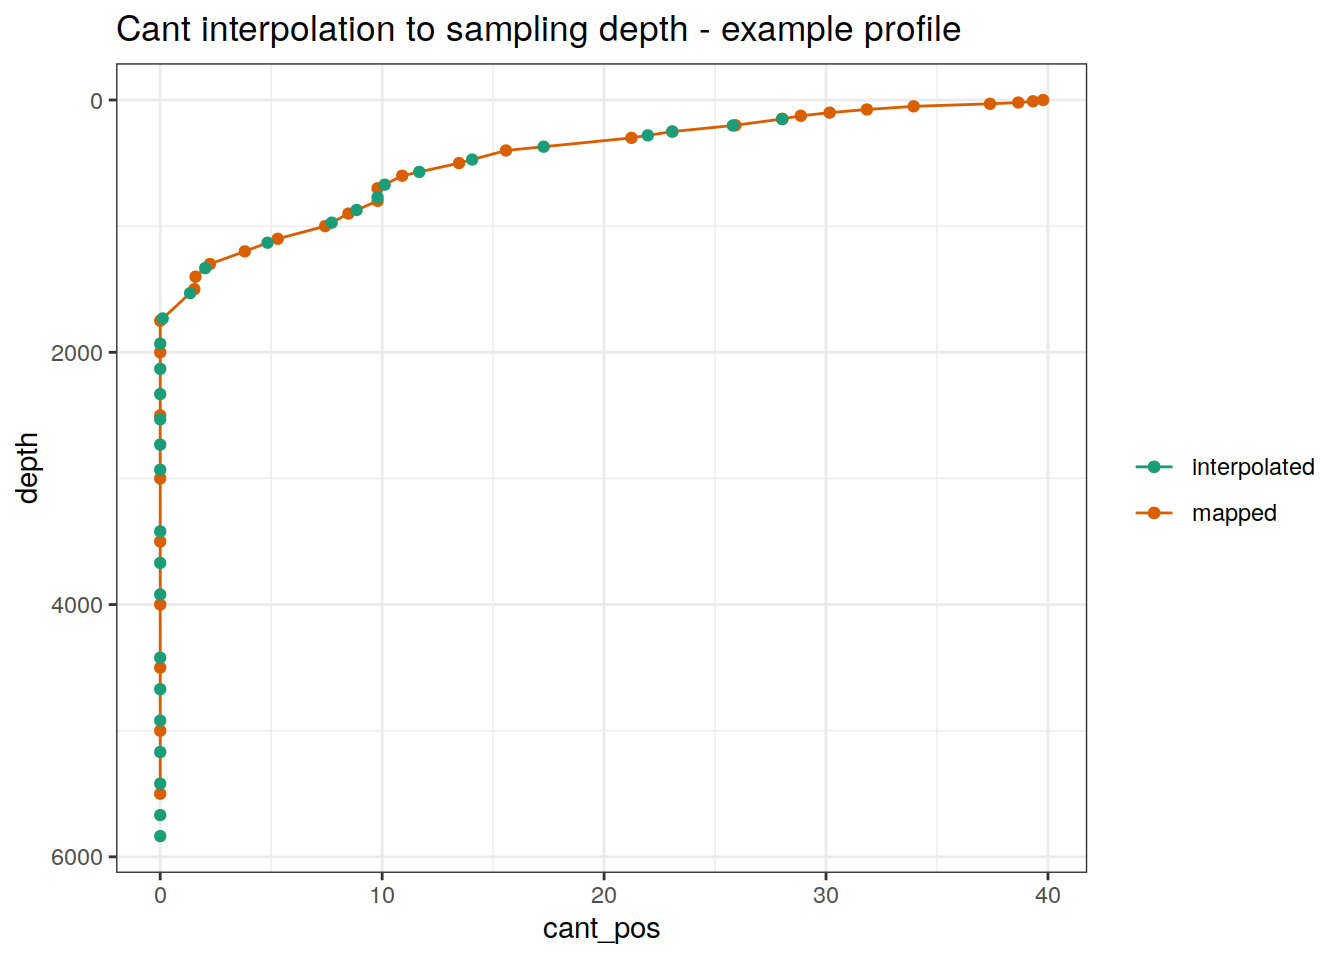 Cant interpolation to sampling depth - example profile
0
2000
4000
6000
depth
0 10 20 30 40
cant_pos
interpolated
mapped